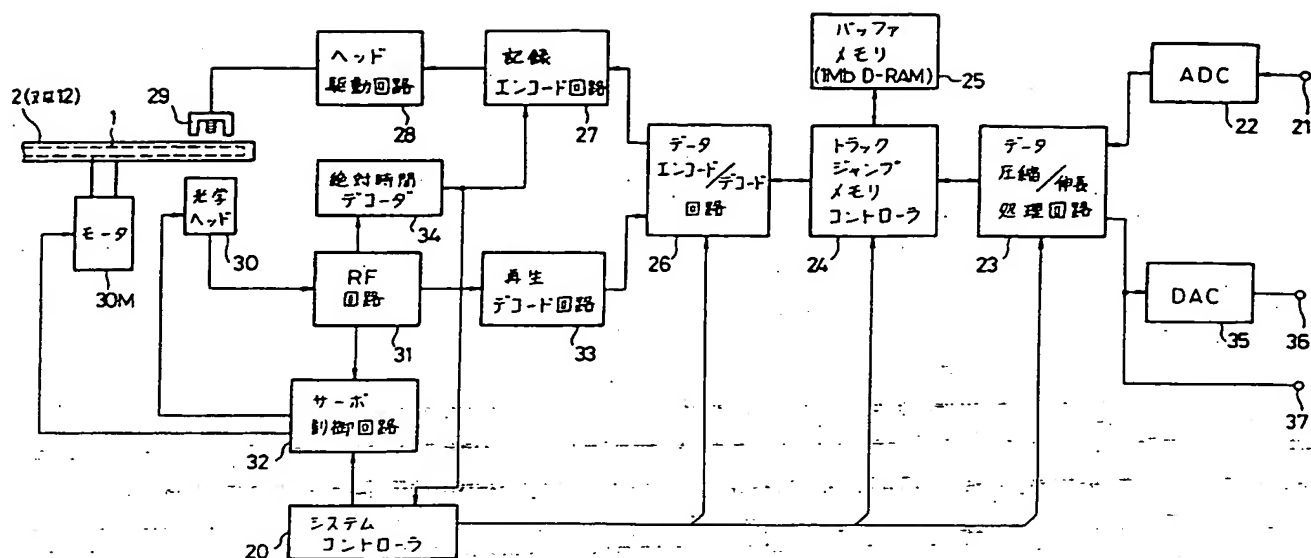 バッファ
メモリ
(1Mb D-RAM)
25
ヘッド
駆動回路
28
記録
エンコード回路
27
ADC
22
21
2(又は12)
1
29
データ
エンコード/デコード
回路
26
トラック
ジャンプ
メモリ
コントローラ
24
データ
圧縮/伸長
処理回路
23
絶対時間
デコーダ
34
光学
ヘッド
30
モータ
30M
RF
回路
31
再生
デコード回路
33
DAC
35
36
37
サーボ
制御回路
32
システム
コントローラ
20